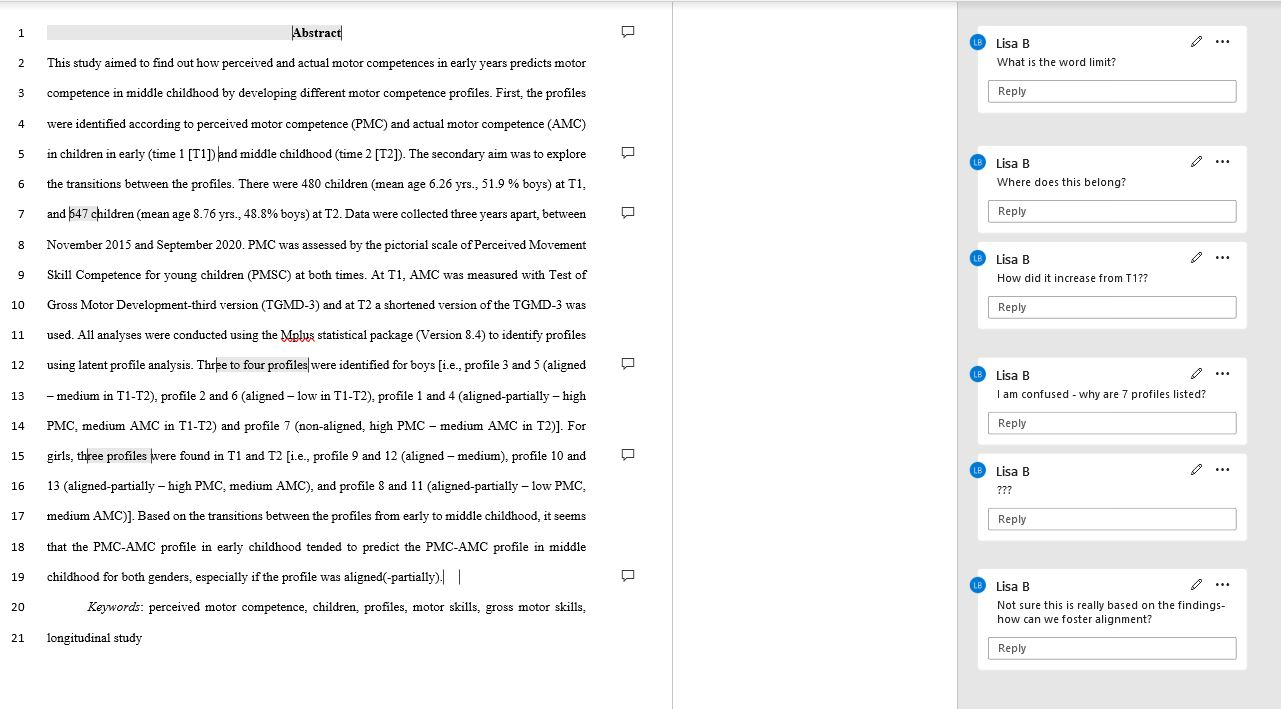 1 Abstract
2 This study aimed to find out how perceived and actual motor competences in early years predicts motor
3 competence in middle childhood by developing different motor competence profiles. First, the profiles
4 were identified according to perceived motor competence (PMC) and actual motor competence (AMC)
5 in children in early (time 1 [T1]) and middle childhood (time 2 [T2]). The secondary aim was to explore
6 the transitions between the profiles. There were 480 children (mean age 6.26 yrs., 51.9 % boys) at T1,
7 and 647 children (mean age 8.76 yrs., 48.8% boys) at T2. Data were collected three years apart, between
8 November 2015 and September 2020. PMC was assessed by the pictorial scale of Perceived Movement
9 Skill Competence for young children (PMSC) at both times. At T1, AMC was measured with Test of
10 Gross Motor Development-third version (TGMD-3) and at T2 a shortened version of the TGMD-3 was
11 used. All analyses were conducted using the Mplus statistical package (Version 8.4) to identify profiles
12 using latent profile analysis. Three to four profiles were identified for boys [i.e., profile 3 and 5 (aligned
13 – medium in T1-T2), profile 2 and 6 (aligned – low in T1-T2), profile 1 and 4 (aligned-partially – high
14 PMC, medium AMC in T1-T2) and profile 7 (non-aligned, high PMC – medium AMC in T2)]. For
15 girls, three profiles were found in T1 and T2 [i.e., profile 9 and 12 (aligned – medium), profile 10 and
16 13 (aligned-partially – high PMC, medium AMC), and profile 8 and 11 (aligned-partially – low PMC,
17 medium AMC)]. Based on the transitions between the profiles from early to middle childhood, it seems
18 that the PMC-AMC profile in early childhood tended to predict the PMC-AMC profile in middle
19 childhood for both genders, especially if the profile was aligned(-partially).
20 Keywords: perceived motor competence, children, profiles, motor skills, gross motor skills,
21 longitudinal study
LB Lisa B
What is the word limit?
Reply
LB Lisa B
Where does this belong?
Reply
LB Lisa B
How did it increase from T1??
Reply
LB Lisa B
I am confused - why are 7 profiles listed?
Reply
LB Lisa B
???
Reply
LB Lisa B
Not sure this is really based on the findings-
how can we foster alignment?
Reply